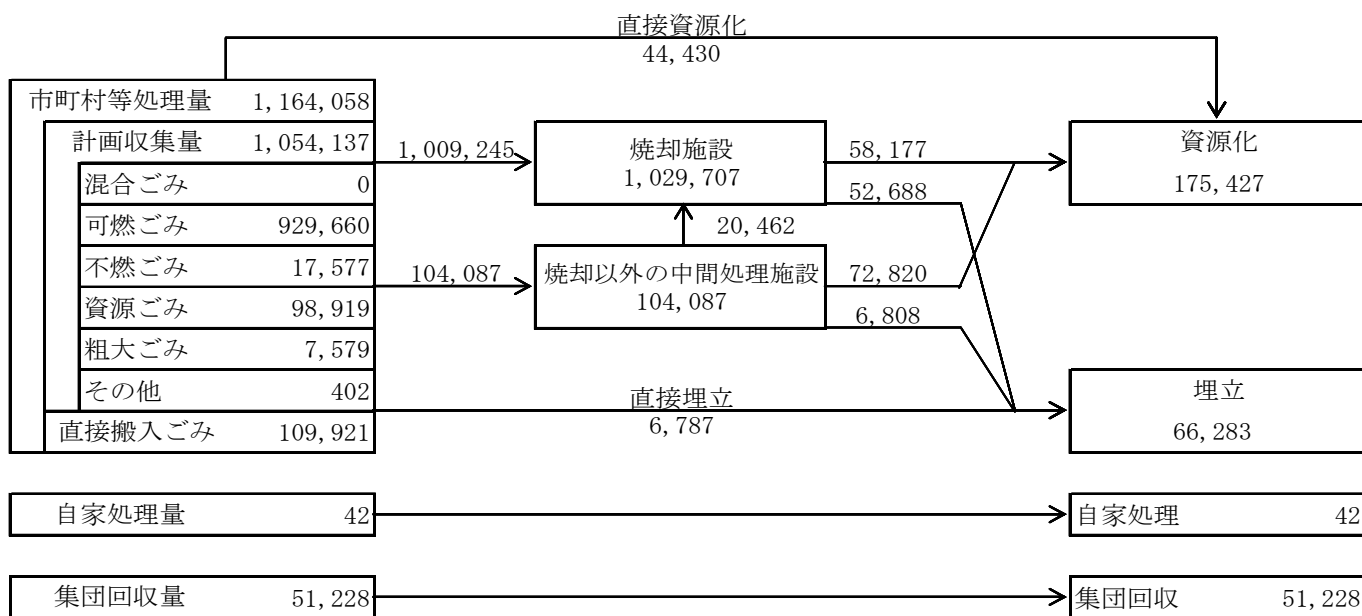 直接資源化
44,430
市町村等処理量 1,164,058
計画収集量 1,054,137
混合ごみ 0
可燃ごみ 929,660
不燃ごみ 17,577
資源ごみ 98,919
粗大ごみ 7,579
その他 402
直接搬入ごみ 109,921
1,009,245
104,087
焼却施設
1,029,707
20,462
焼却以外の中間処理施設
104,087
58,177
52,688
72,820
6,808
直接埋立
6,787
資源化
175,427
埋立
66,283
自家処理量 42
自家処理 42
集団回収量 51,228
集団回収 51,228